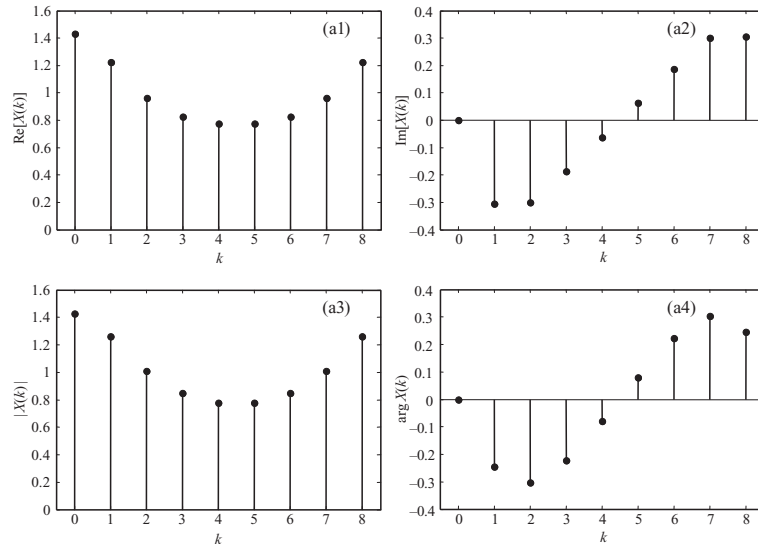 (a1)
Re[X(k)]
1.6
1.4
1.2
1
0.8
0.6
0.4
0.2
0
0 1 2 3 4 5 6 7 8
k
(a2)
Im[X(k)]
0.4
0.3
0.2
0.1
0
–0.1
–0.2
–0.3
–0.4
0 1 2 3 4 5 6 7 8
k
(a3)
|X(k)|
1.6
1.4
1.2
1
0.8
0.6
0.4
0.2
0
0 1 2 3 4 5 6 7 8
k
(a4)
arg X(k)
0.4
0.3
0.2
0.1
0
–0.1
–0.2
–0.3
–0.4
0 1 2 3 4 5 6 7 8
k